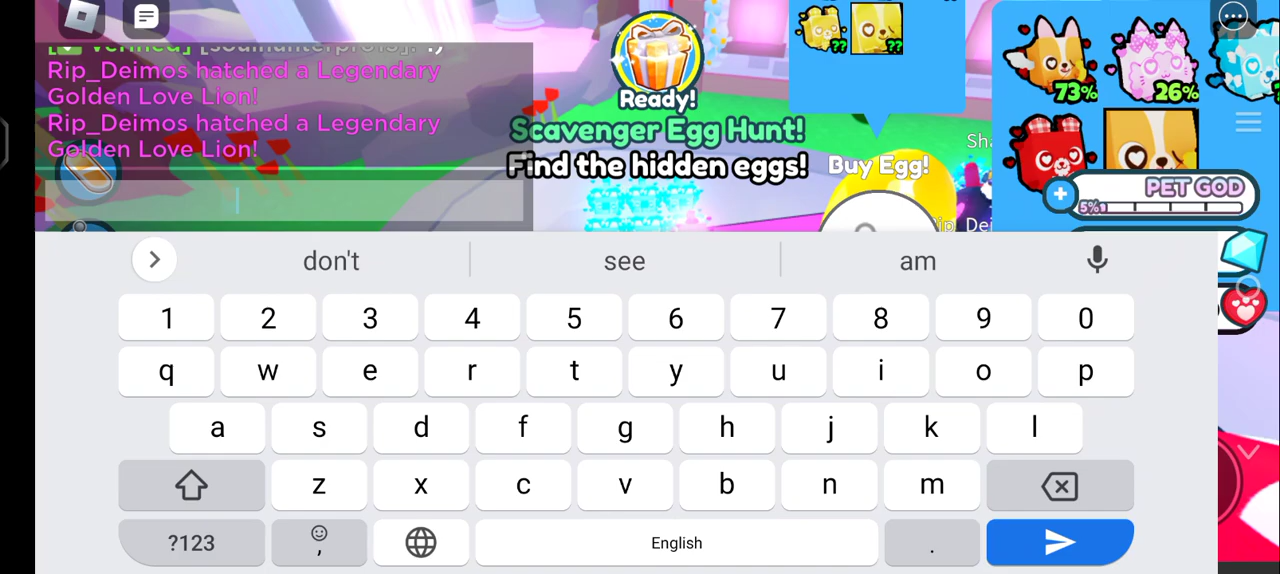 verified] [soulhunterpro13]: :)
Rip_Deimos hatched a Legendary
Golden Love Lion!
Rip_Deimos hatched a Legendary
Golden Love Lion!
Ready!
Scavenger Egg Hunt!
Find the hidden eggs!
??
??
Buy Egg!
73%
26%
PET GOD
5%
don't
see
am
1 2 3 4 5 6 7 8 9 0
q w e r t y u i o p
a s d f g h j k l
z x c v b n m
?123
,
English
.